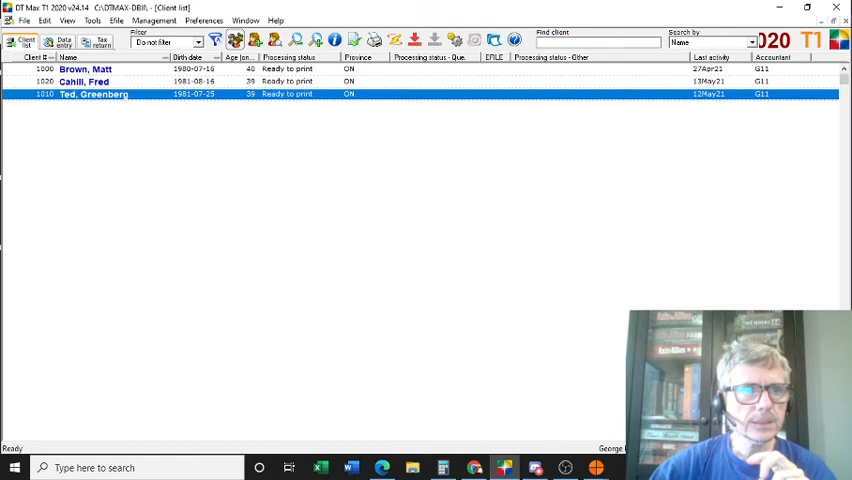 DT Max T1 2020 v24.14 - C:\DTMAX-DBII\ - [Client list]
File Edit View Tools Efile Management Preferences Window Help
Client list
Data entry
Tax return
Filter
Do not filter
Find client
Search by
Name
2020 T1
Client # Name Birth date Age (on... Processing status Province Processing status - Que. EFILE Processing status - Other Last activity Accountant
1000 Brown, Matt 1980-07-16 40 Ready to print ON 27Apr21 G11
1020 Cahill, Fred 1981-08-16 39 Ready to print ON 13May21 G11
1010 Ted, Greenberg 1981-07-25 39 Ready to print ON 12May21 G11
Ready George
Type here to search